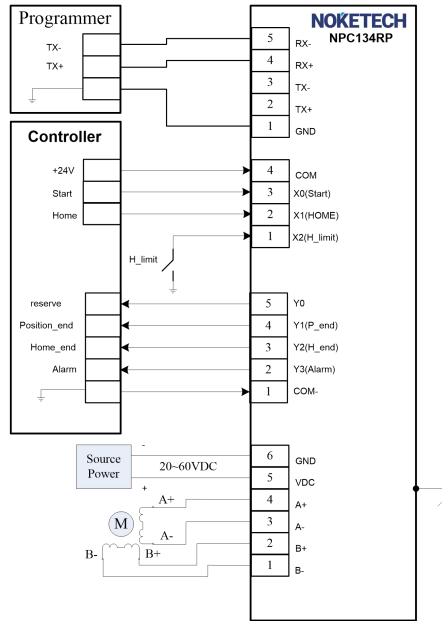 Programmer
NOKETECH
NPC134RP
TX-
5
RX-
TX+
4
RX+
3
TX-
2
TX+
1
GND
Controller
+24V
4
COM
Start
3
X0(Start)
Home
2
X1(HOME)
1
X2(H_limit)
H_limit
reserve
5
Y0
Position_end
4
Y1(P_end)
Home_end
3
Y2(H_end)
Alarm
2
Y3(Alarm)
1
COM-
Source
Power
-
20~60VDC
+
6
GND
5
VDC
A+
4
A+
M
A-
3
A-
B-
B+
2
B+
1
B-